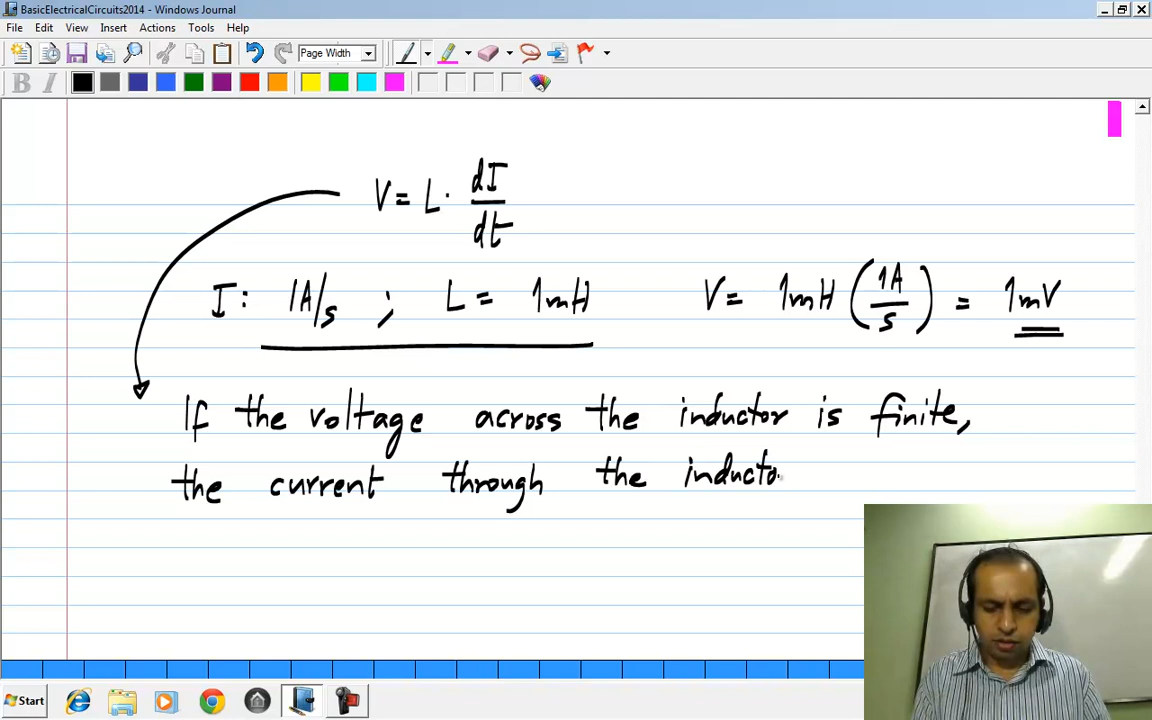 BasicElectricalCircuits2014 - Windows Journal
File Edit View Insert Actions Tools Help
Page Width
B I
V = L · dI/dt
I: 1A/s ; L = 1mH V = 1mH (1A/s) = 1mV
If the voltage across the inductor is finite,
the current through the inducto
Start